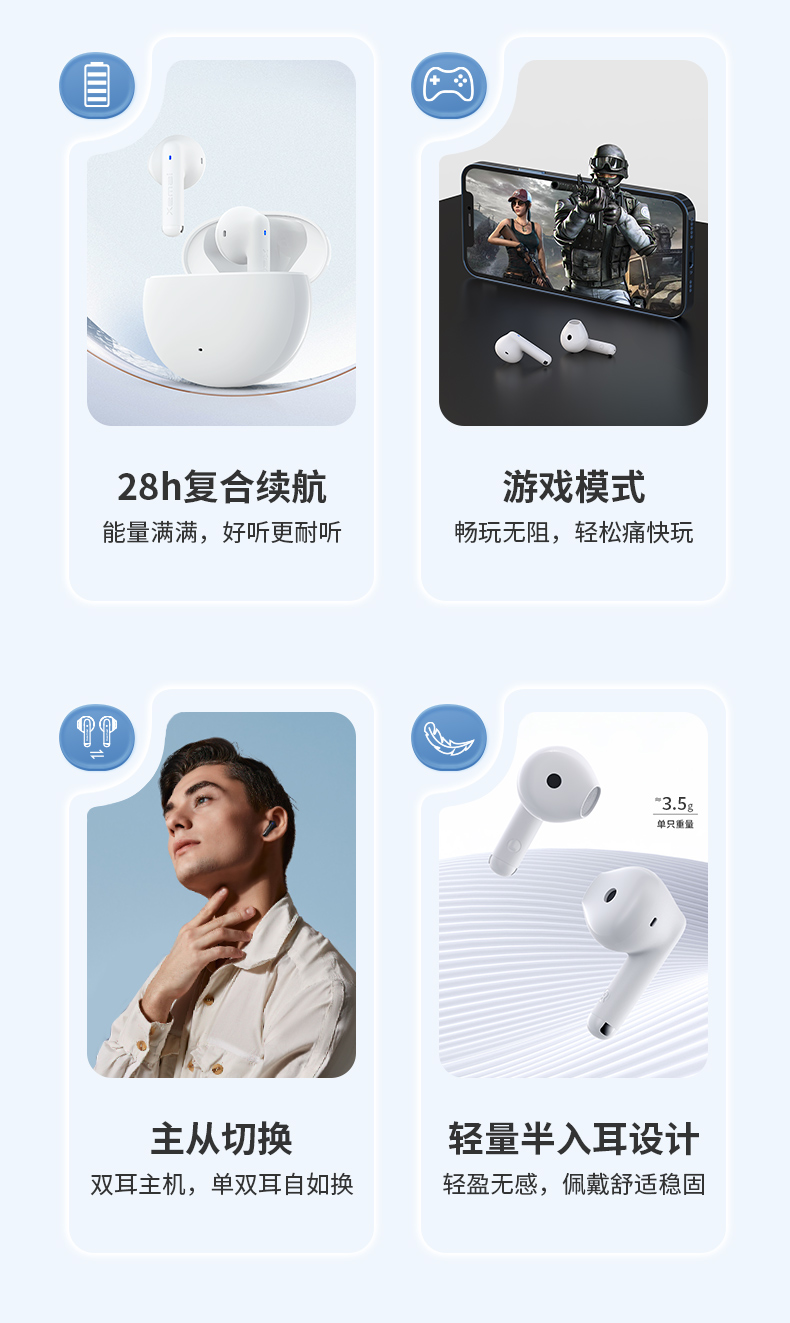 28h复合续航
能量满满，好听更耐听
游戏模式
畅玩无阻，轻松痛快玩
≈3.5g
单只重量
主从切换
双耳主机，单双耳自如换
轻量半入耳设计
轻盈无感，佩戴舒适稳固